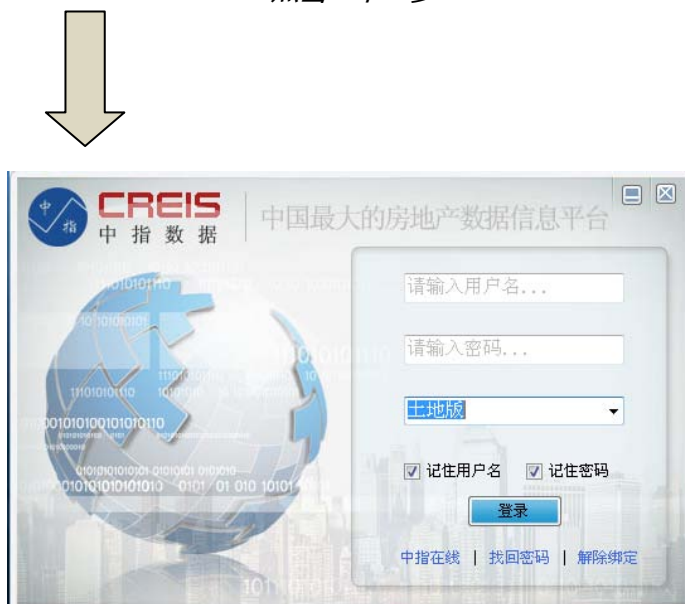 CREIS
中指数据
中指
中国最大的房地产数据信息平台
请输入用户名...
请输入密码...
土地版
记住用户名 记住密码
登录
中指在线 | 找回密码 | 解除绑定